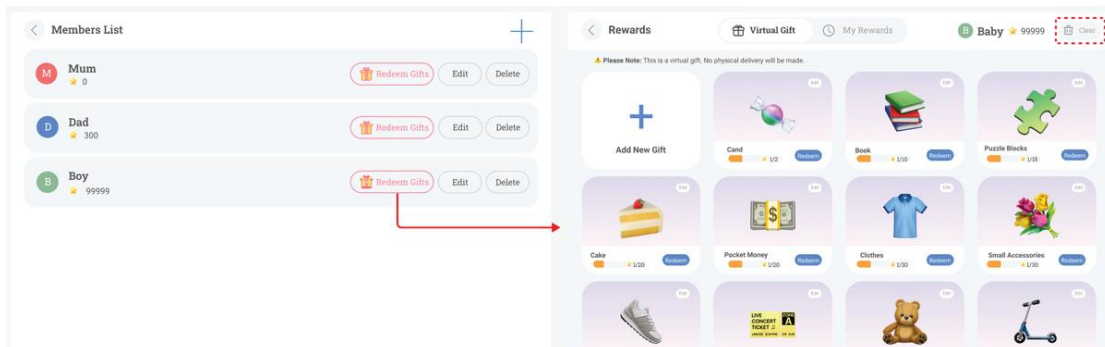 Members List
M
Mum
0
Redeem Gifts
Edit
Delete
D
Dad
300
Redeem Gifts
Edit
Delete
B
Boy
99999
Redeem Gifts
Edit
Delete
Rewards
Virtual Gift
My Rewards
B
Baby
99999
Clear
Please Note: This is a virtual gift. No physical delivery will be made.
Add New Gift
Edit
Cand
1/2
Redeem
Edit
Book
1/10
Redeem
Edit
Puzzle Blocks
1/15
Redeem
Edit
Cake
1/20
Redeem
Edit
Pocket Money
1/20
Redeem
Edit
Clothes
1/30
Redeem
Edit
Small Accessories
1/30
Redeem
Edit
Edit
LIVE
CONCERT
TICKET
ZONE
A
Edit
Edit